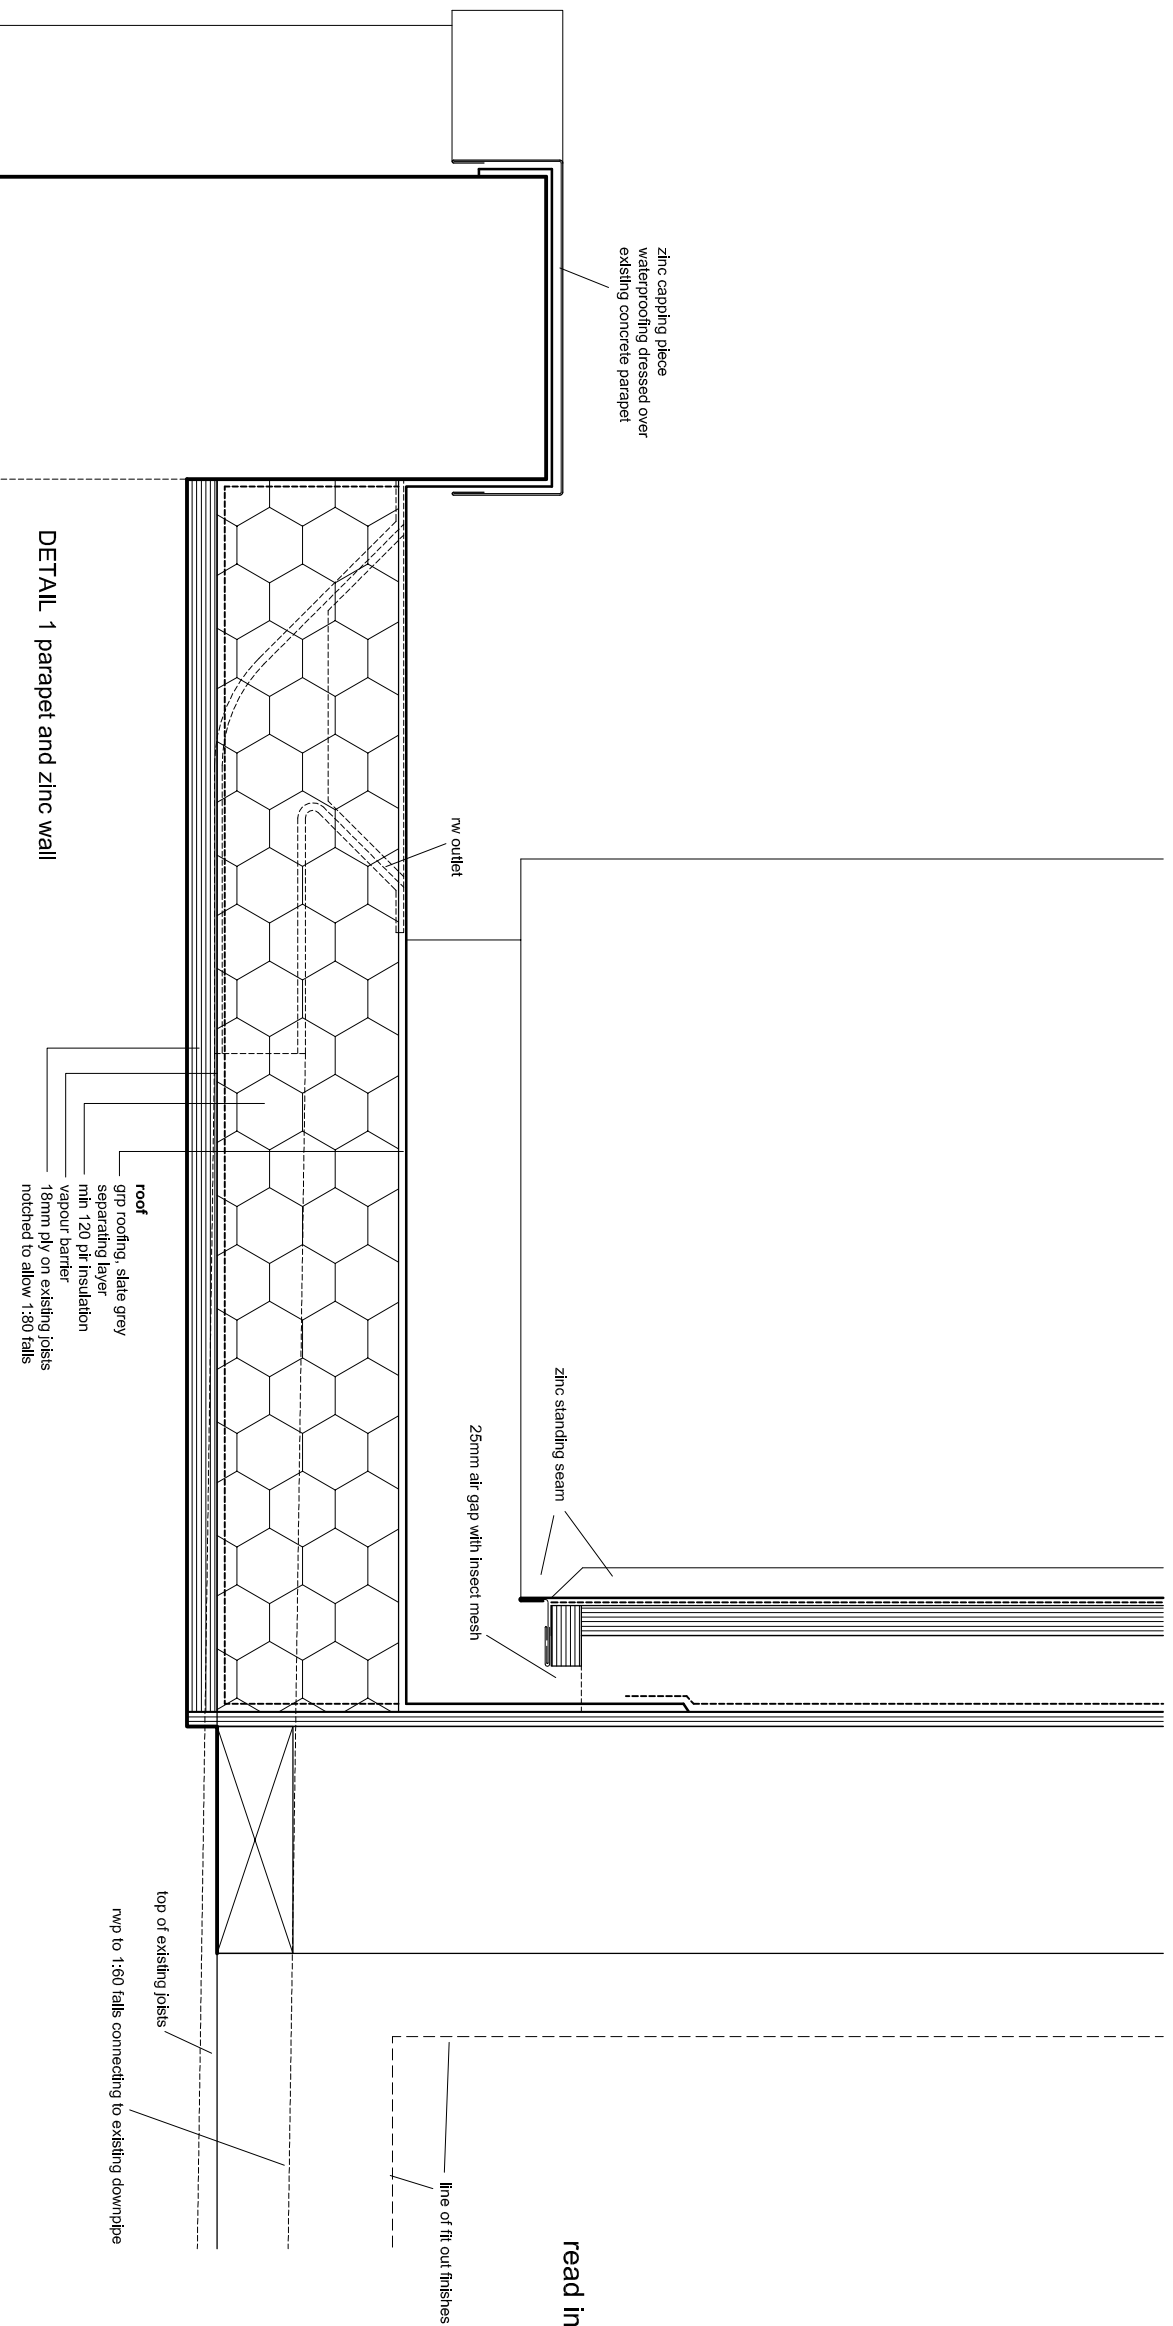 zinc capping piece
waterproofing dressed over
existing concrete parapet
rw outlet
zinc standing seam
25mm air gap with insect mesh
roof
grp roofing, slate grey
separating layer
min 120 pir insulation
vapour barrier
18mm ply on existing joists
notched to allow 1:80 falls
DETAIL 1 parapet and zinc wall
top of existing joists
rwp to 1:60 falls connecting to existing downpipe
line of fit out finishes
read in